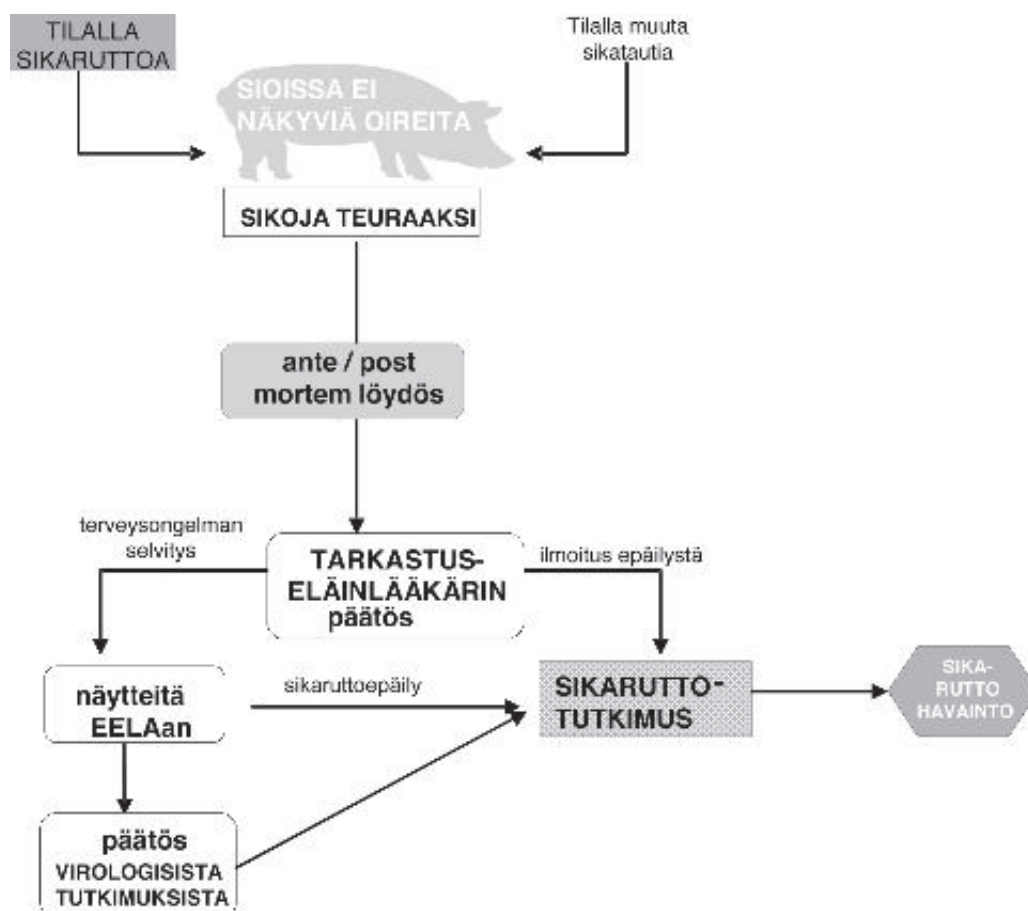 TILALLA
SIKARUTTOA
Tilalla muuta
sikatautia
SIOISSA EI
NÄKYVIÄ OIREITA
SIKOJA TEURAAKSI
ante / post
mortem löydös
terveysongelman
selvitys
TARKASTUS-
ELÄINLÄÄKÄRIN
päätös
ilmoitus epäilystä
näytteitä
EELAan
sikaruttoepäily
SIKARUTTO-
TUTKIMUS
SIKA-
RUTTO
HAVAINTO
päätös
VIROLOGISISTA
TUTKIMUKSISTA